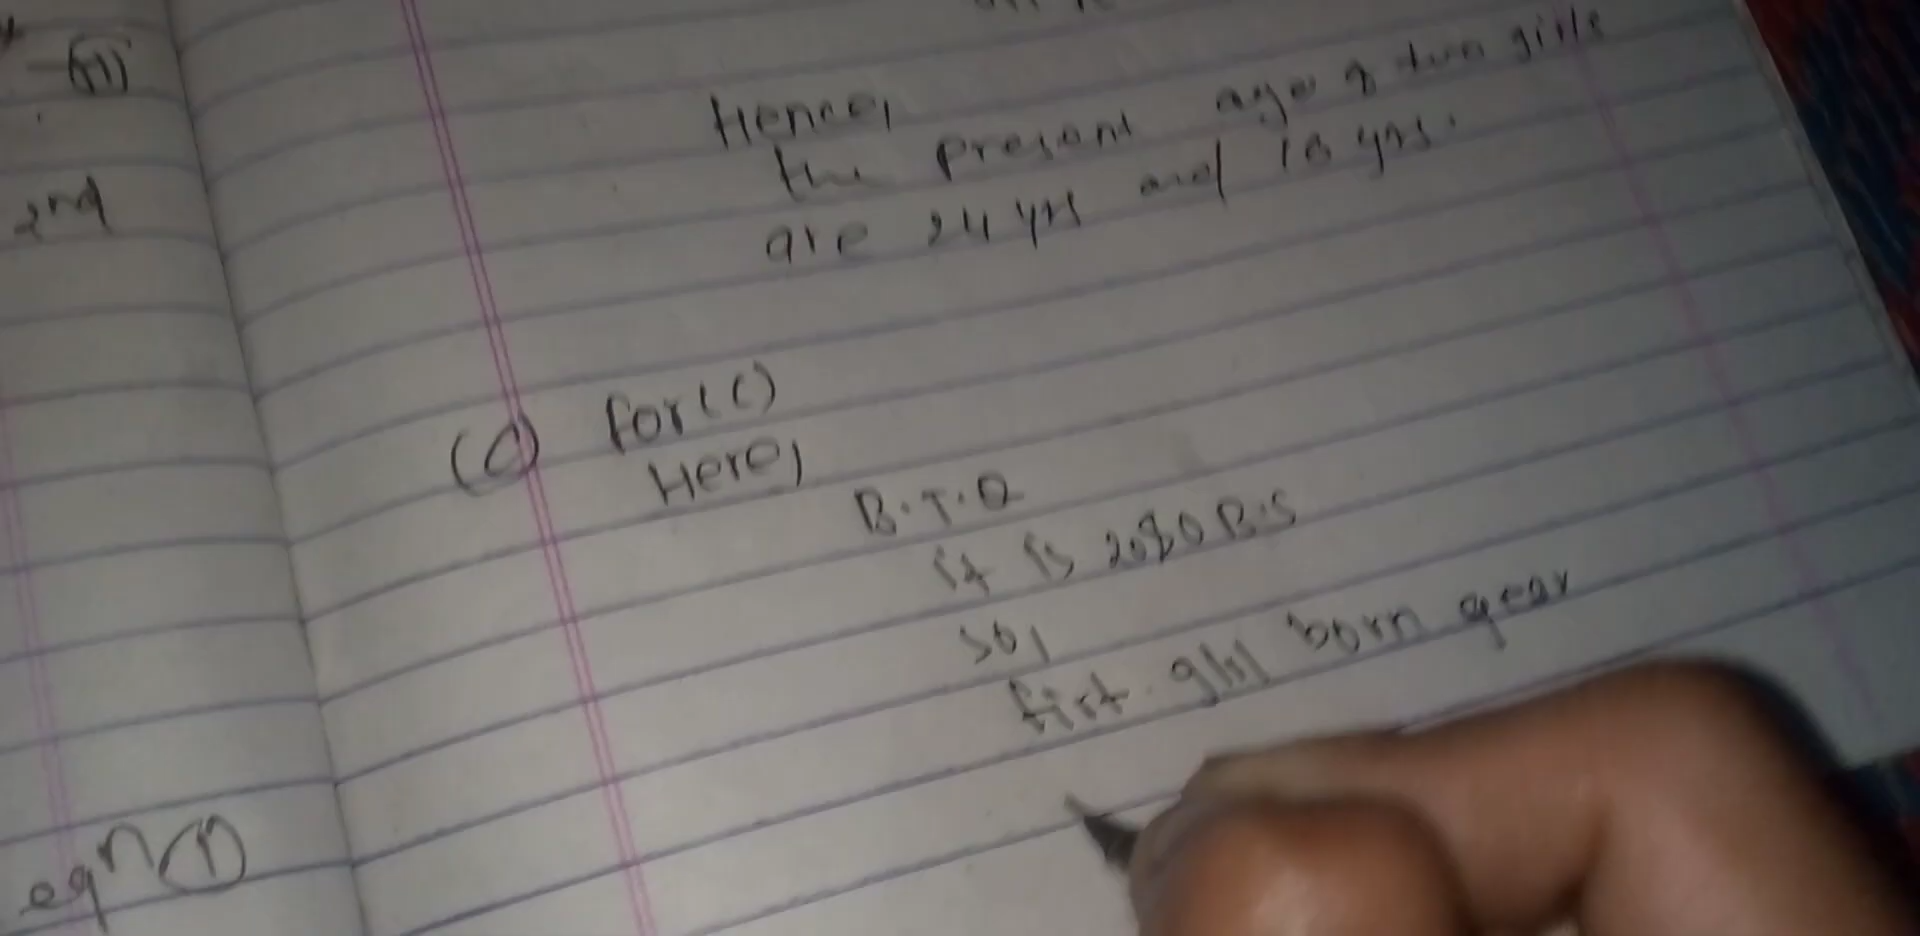 (ii)
2nd
eqn (i)
Hence,
the present age of two girls
are 24 yrs and 18 yrs.
(c) for (c)
Here,
B.T.Q
it is 2080 B.S
so,
first girl born year